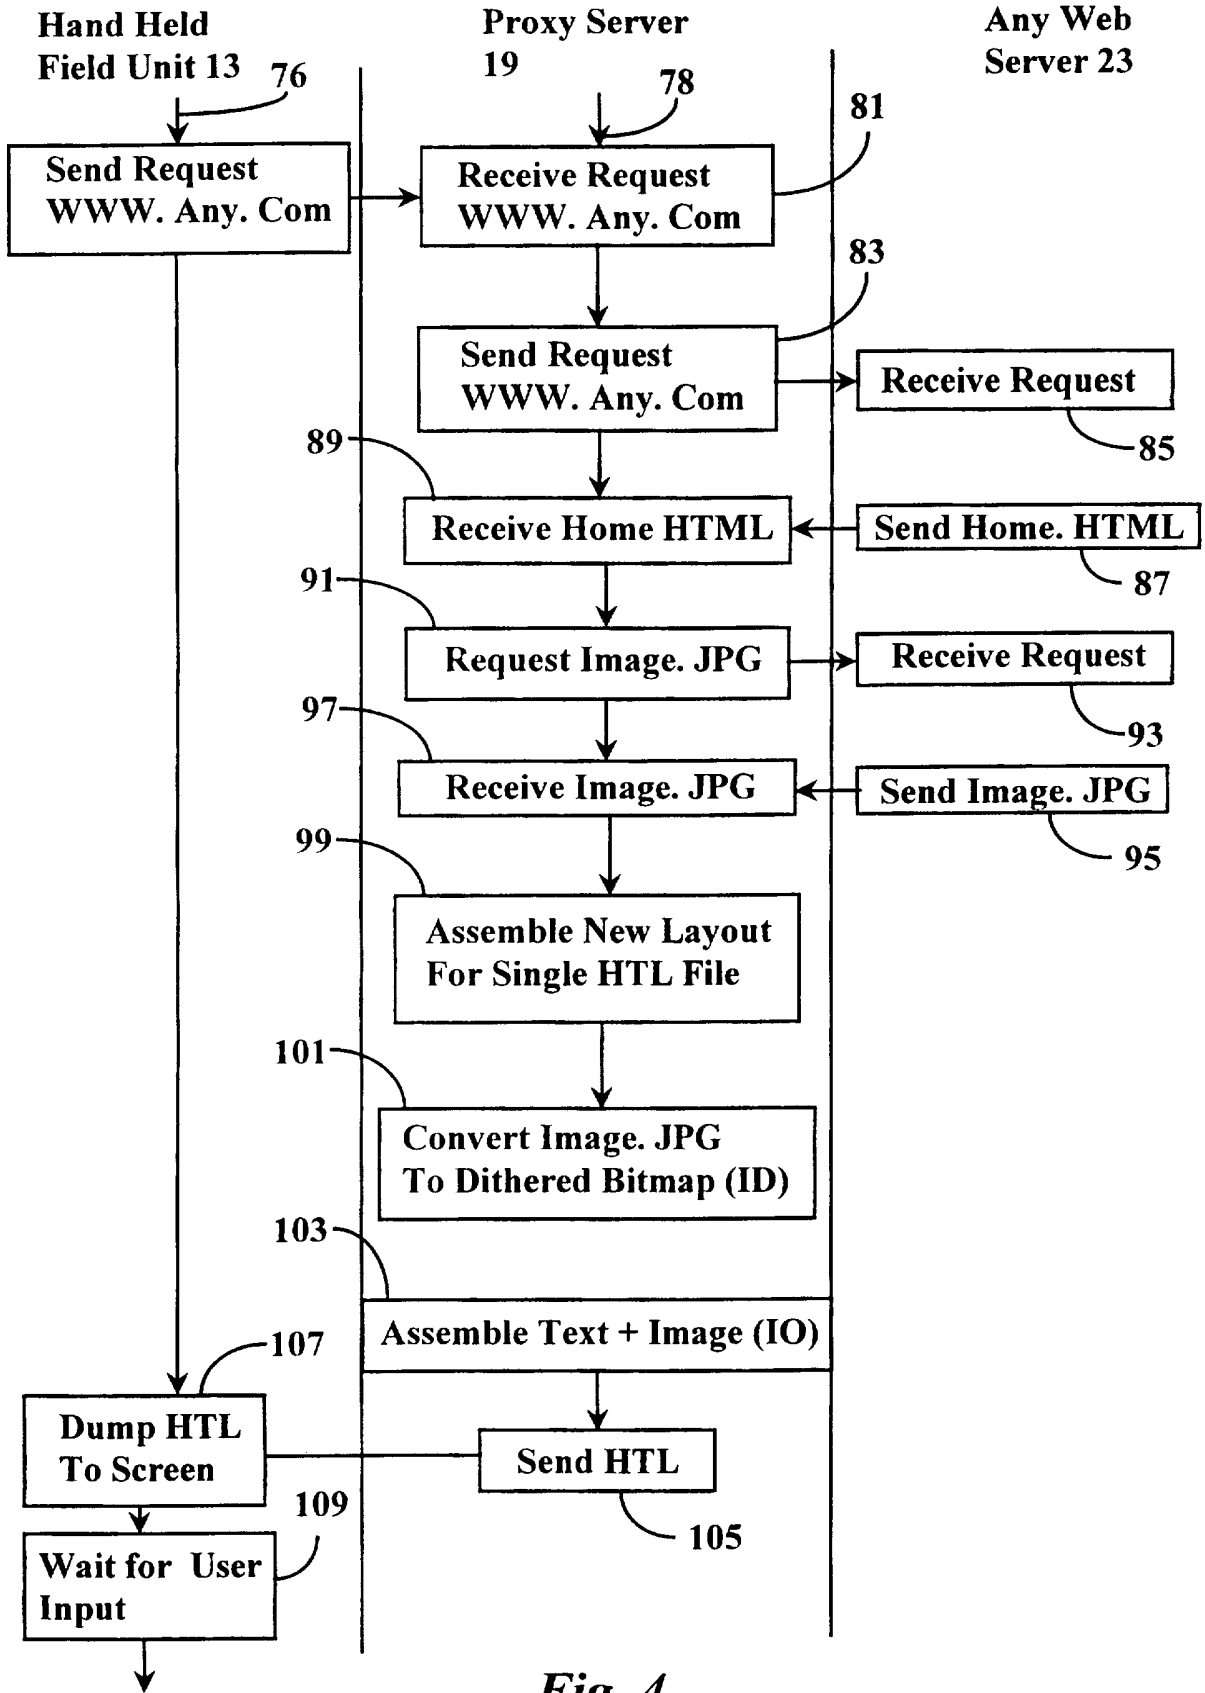 Hand Held
Field Unit 13
Proxy Server
19
Any Web
Server 23
76
78
81
Send Request
WWW. Any. Com
Receive Request
WWW. Any. Com
83
Send Request
WWW. Any. Com
Receive Request
85
89
Receive Home HTML
Send Home. HTML
87
91
Request Image. JPG
Receive Request
93
97
Receive Image. JPG
Send Image. JPG
95
99
Assemble New Layout
For Single HTL File
101
Convert Image. JPG
To Dithered Bitmap (ID)
103
Assemble Text + Image (IO)
107
Dump HTL
To Screen
Send HTL
105
109
Wait for User
Input
Fig. 4